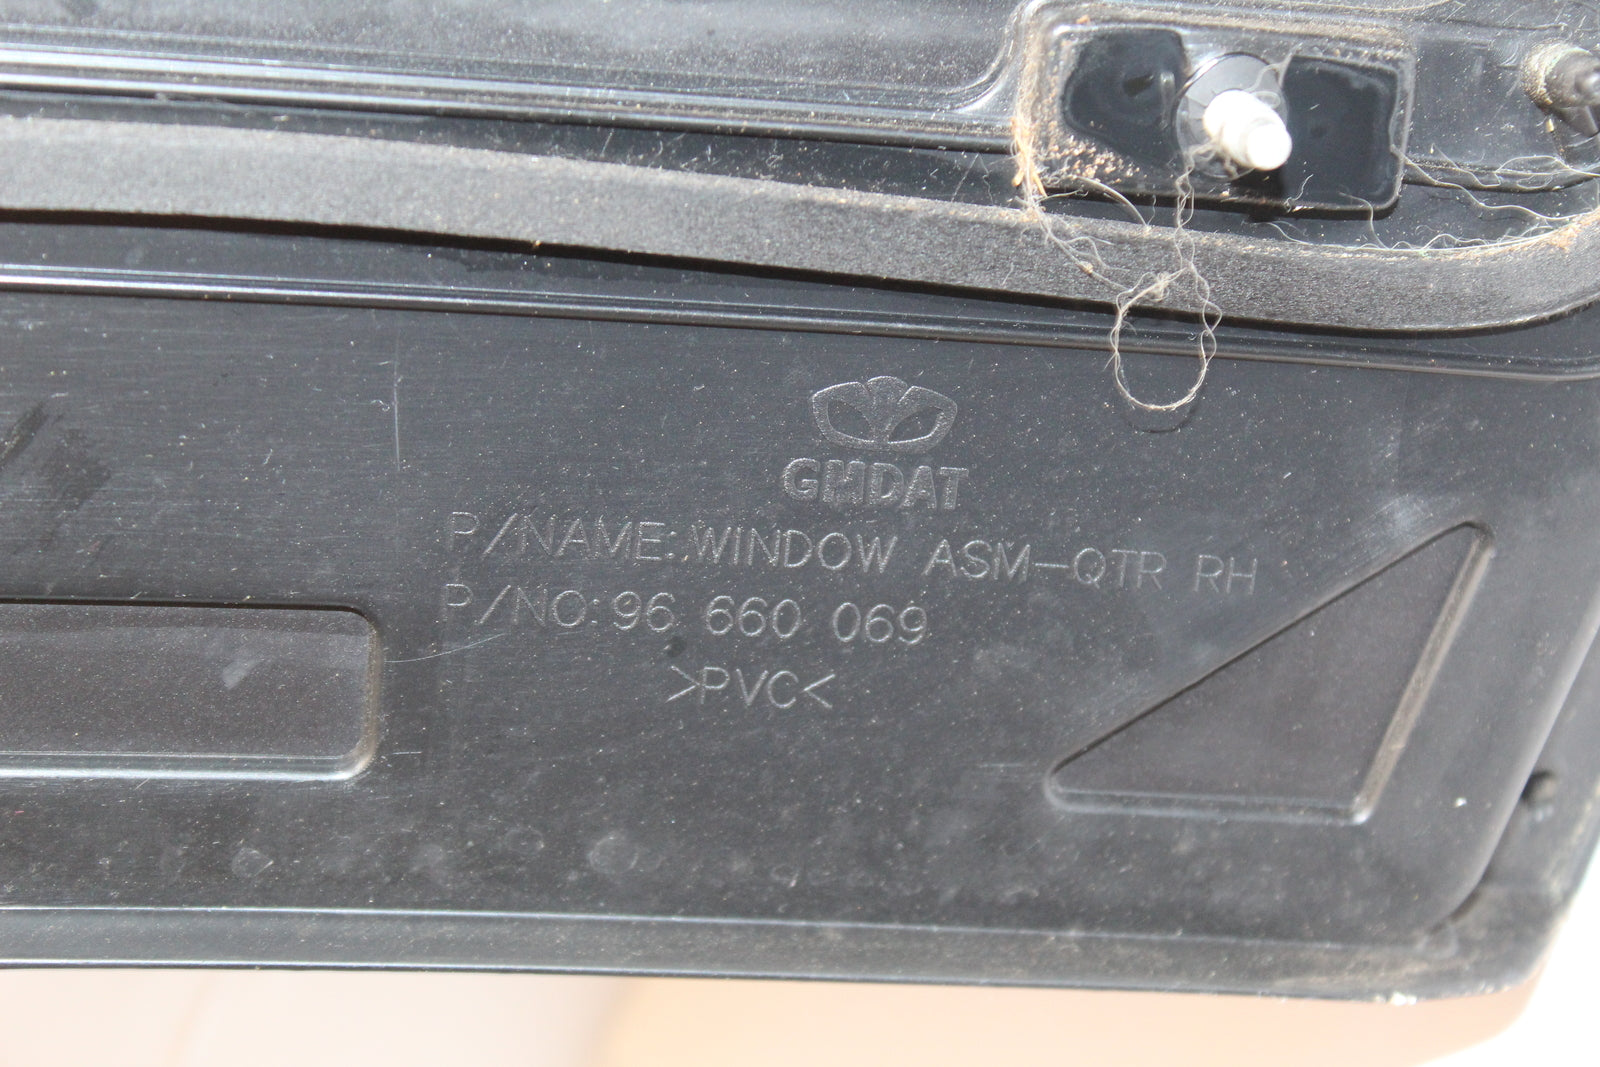 GMDAT
P/NAME:WINDOW ASM-QTR RH
P/NO:96 660 069
>PVC<